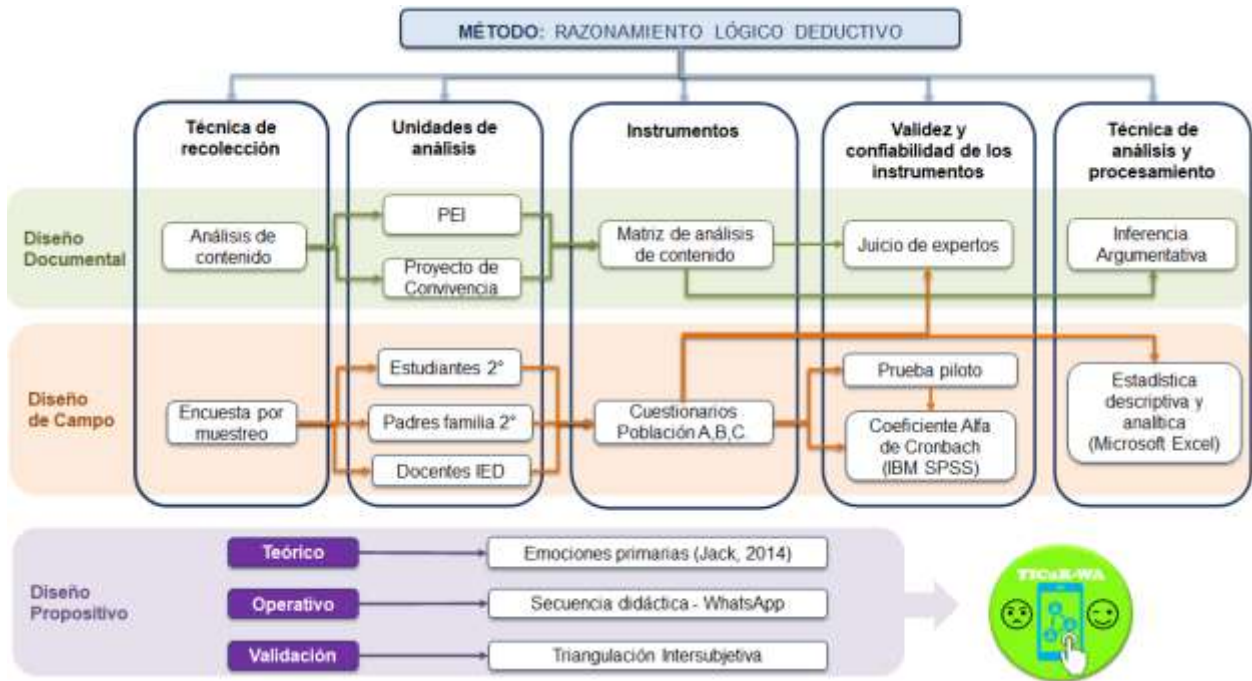 MÉTODO: RAZONAMIENTO LÓGICO DEDUCTIVO
Técnica de
recolección
Unidades de
análisis
Instrumentos
Validez y
confiabilidad de los
instrumentos
Técnica de
análisis y
procesamiento
Diseño
Documental
Análisis de
contenido
PEI
Proyecto de
Convivencia
Matriz de análisis
de contenido
Juicio de expertos
Inferencia
Argumentativa
Diseño
de Campo
Encuesta por
muestreo
Estudiantes 2°
Padres familia 2°
Docentes IED
Cuestionarios
Población A,B,C.
Prueba piloto
Coeficiente Alfa
de Cronbach
(IBM SPSS)
Estadística
descriptiva y
analítica
(Microsoft Excel)
Diseño
Propositivo
Teórico
Emociones primarias (Jack, 2014)
Operativo
Secuencia didáctica - WhatsApp
Validación
Triangulación Intersubjetiva